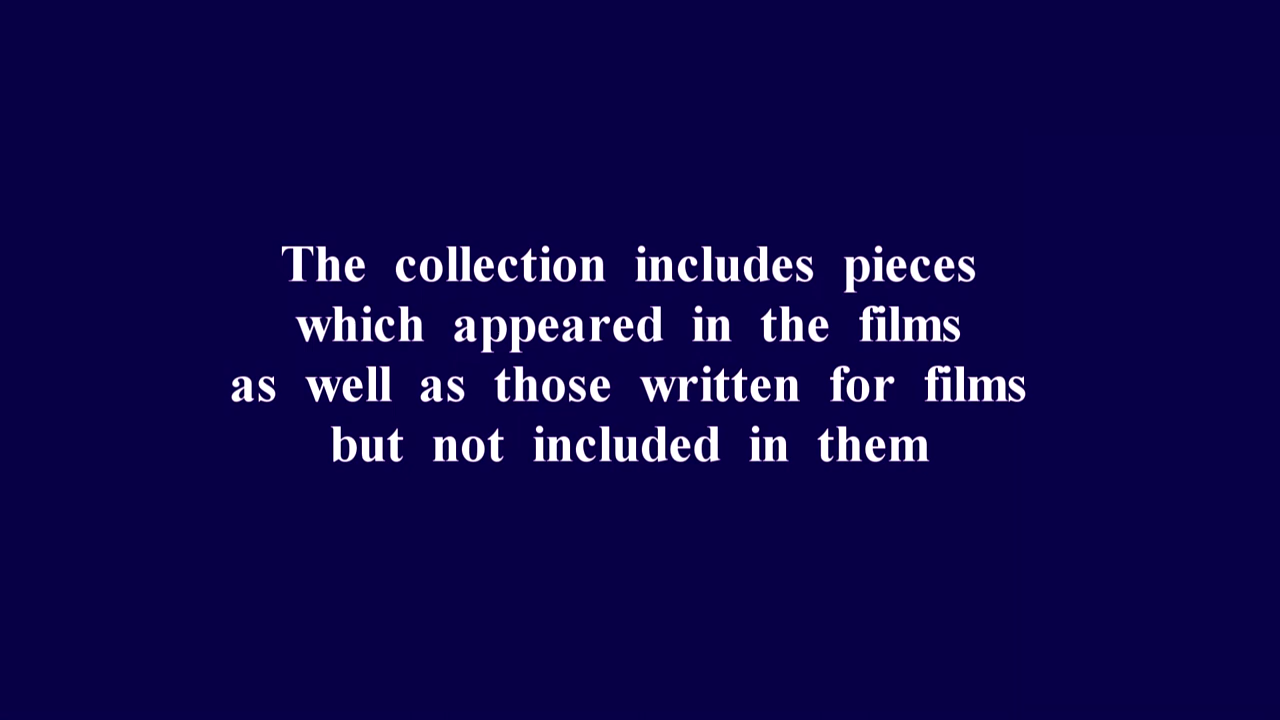 The collection includes pieces
which appeared in the films
as well as those written for films
but not included in them